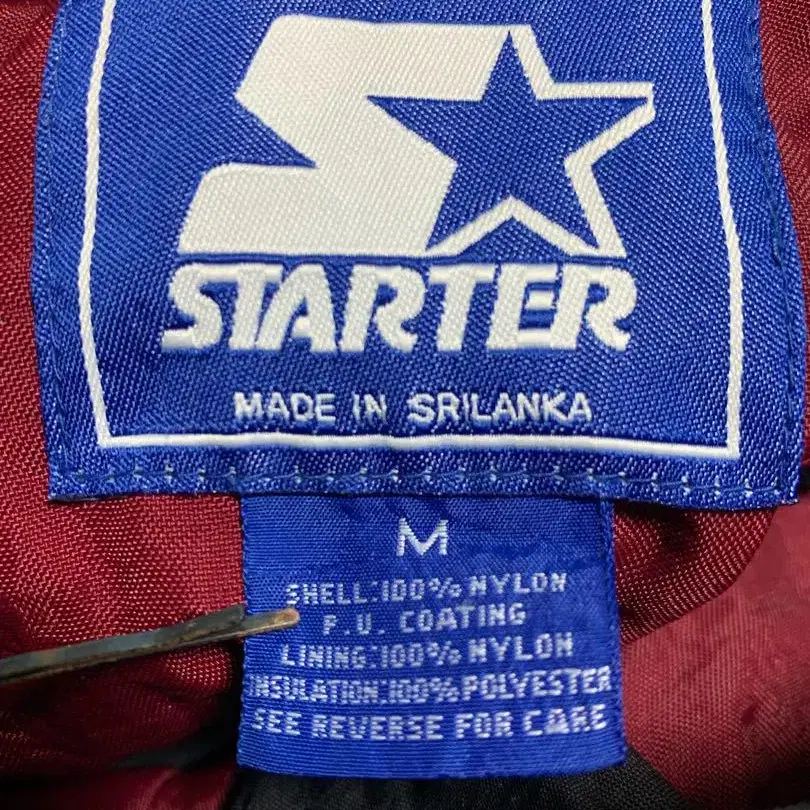 STARTER
MADE IN SRILANKA
M
SHELL:100% NYLON
P.U. COATING
LINING:100% NYLON
INSULATION.100% POLYESTER
SEE REVERSE FOR CARE